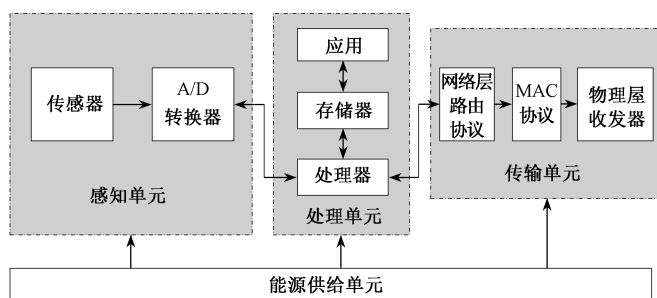 传感器
A/D
转换器
感知单元
应用
存储器
处理器
处理单元
网络层
路由
协议
MAC
协议
物理屋
收发器
传输单元
能源供给单元